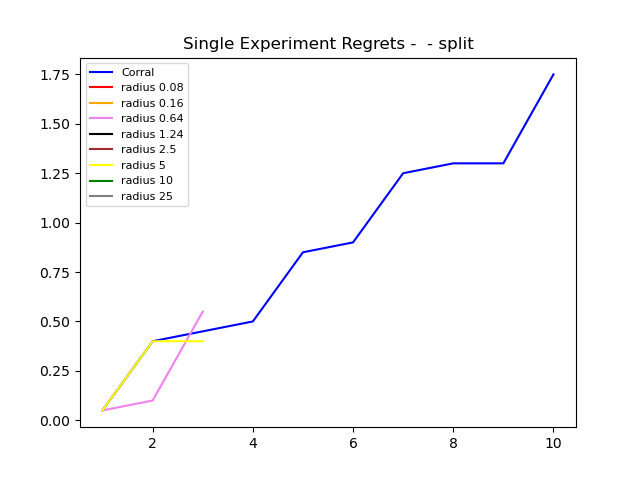 Single Experiment Regrets -  - split
Corral
radius 0.08
radius 0.16
radius 0.64
radius 1.24
radius 2.5
radius 5
radius 10
radius 25
1.75
1.50
1.25
1.00
0.75
0.50
0.25
0.00
2 4 6 8 10